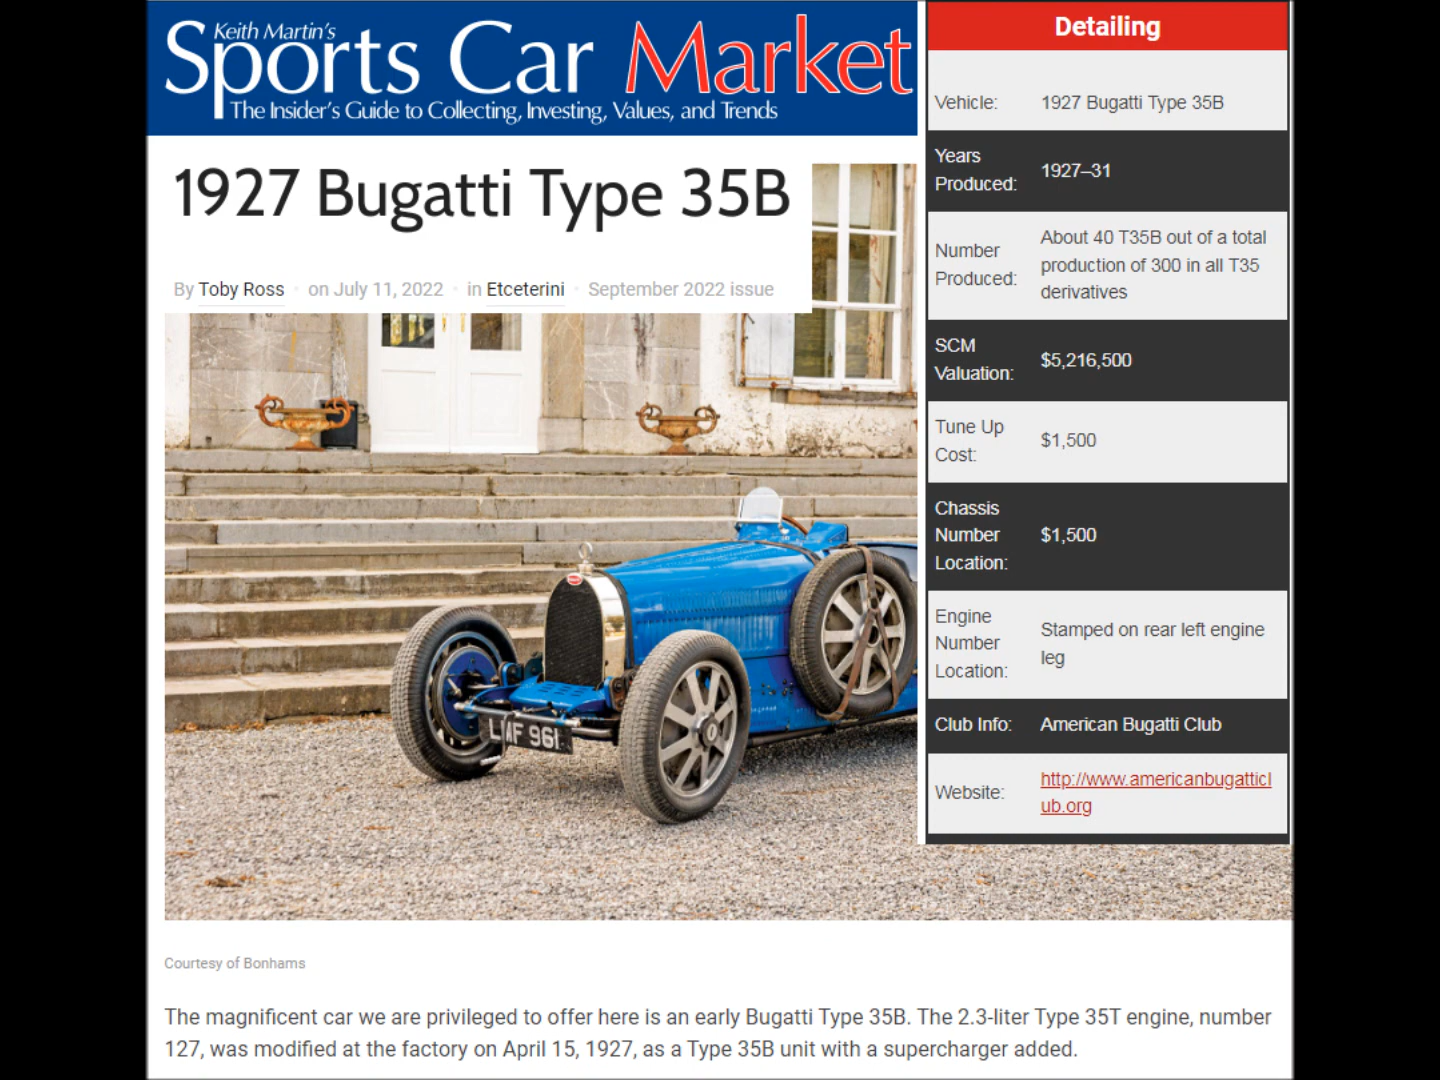 Keith Martin's
Sports Car Market
The Insider's Guide to Collecting, Investing, Values, and Trends
1927 Bugatti Type 35B
By Toby Ross • on July 11, 2022 • in Etceterini • September 2022 issue
LMF 961
Courtesy of Bonhams
The magnificent car we are privileged to offer here is an early Bugatti Type 35B. The 2.3-liter Type 35T engine, number
127, was modified at the factory on April 15, 1927, as a Type 35B unit with a supercharger added.
Detailing
Vehicle: 1927 Bugatti Type 35B
Years
Produced: 1927–31
Number
Produced: About 40 T35B out of a total
production of 300 in all T35
derivatives
SCM
Valuation: $5,216,500
Tune Up
Cost: $1,500
Chassis
Number
Location: $1,500
Engine
Number
Location: Stamped on rear left engine
leg
Club Info: American Bugatti Club
Website: http://www.americanbugatticl
ub.org